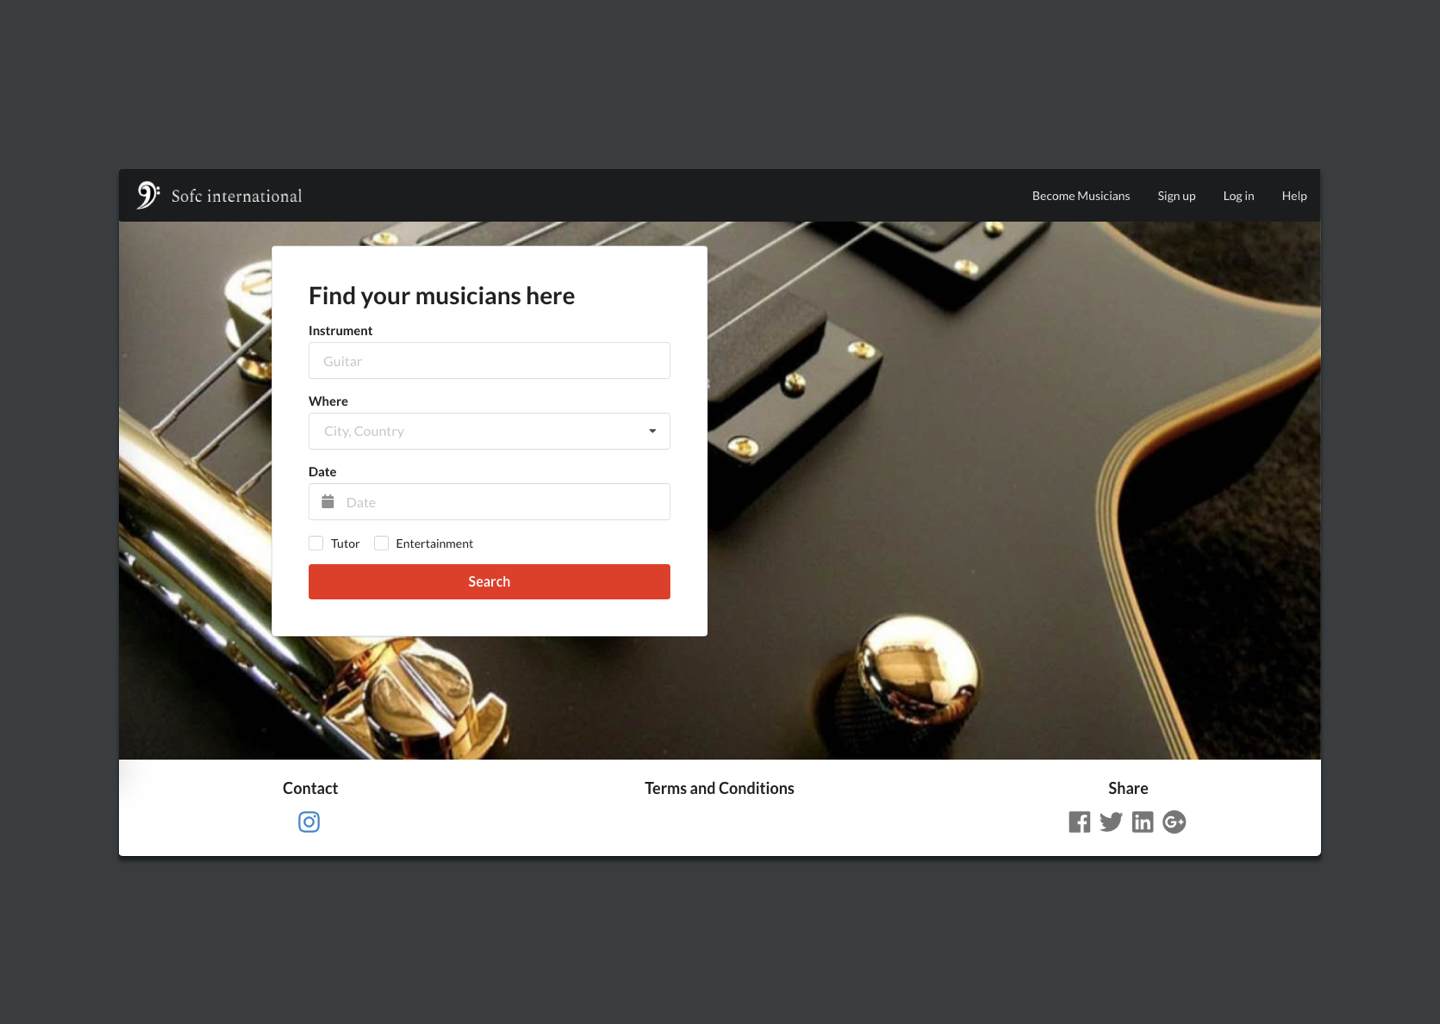 Sofc international
Become Musicians Sign up Log in Help
Find your musicians here
Instrument
Guitar
Where
City, Country
Date
Date
Tutor Entertainment
Search
Contact Terms and Conditions Share